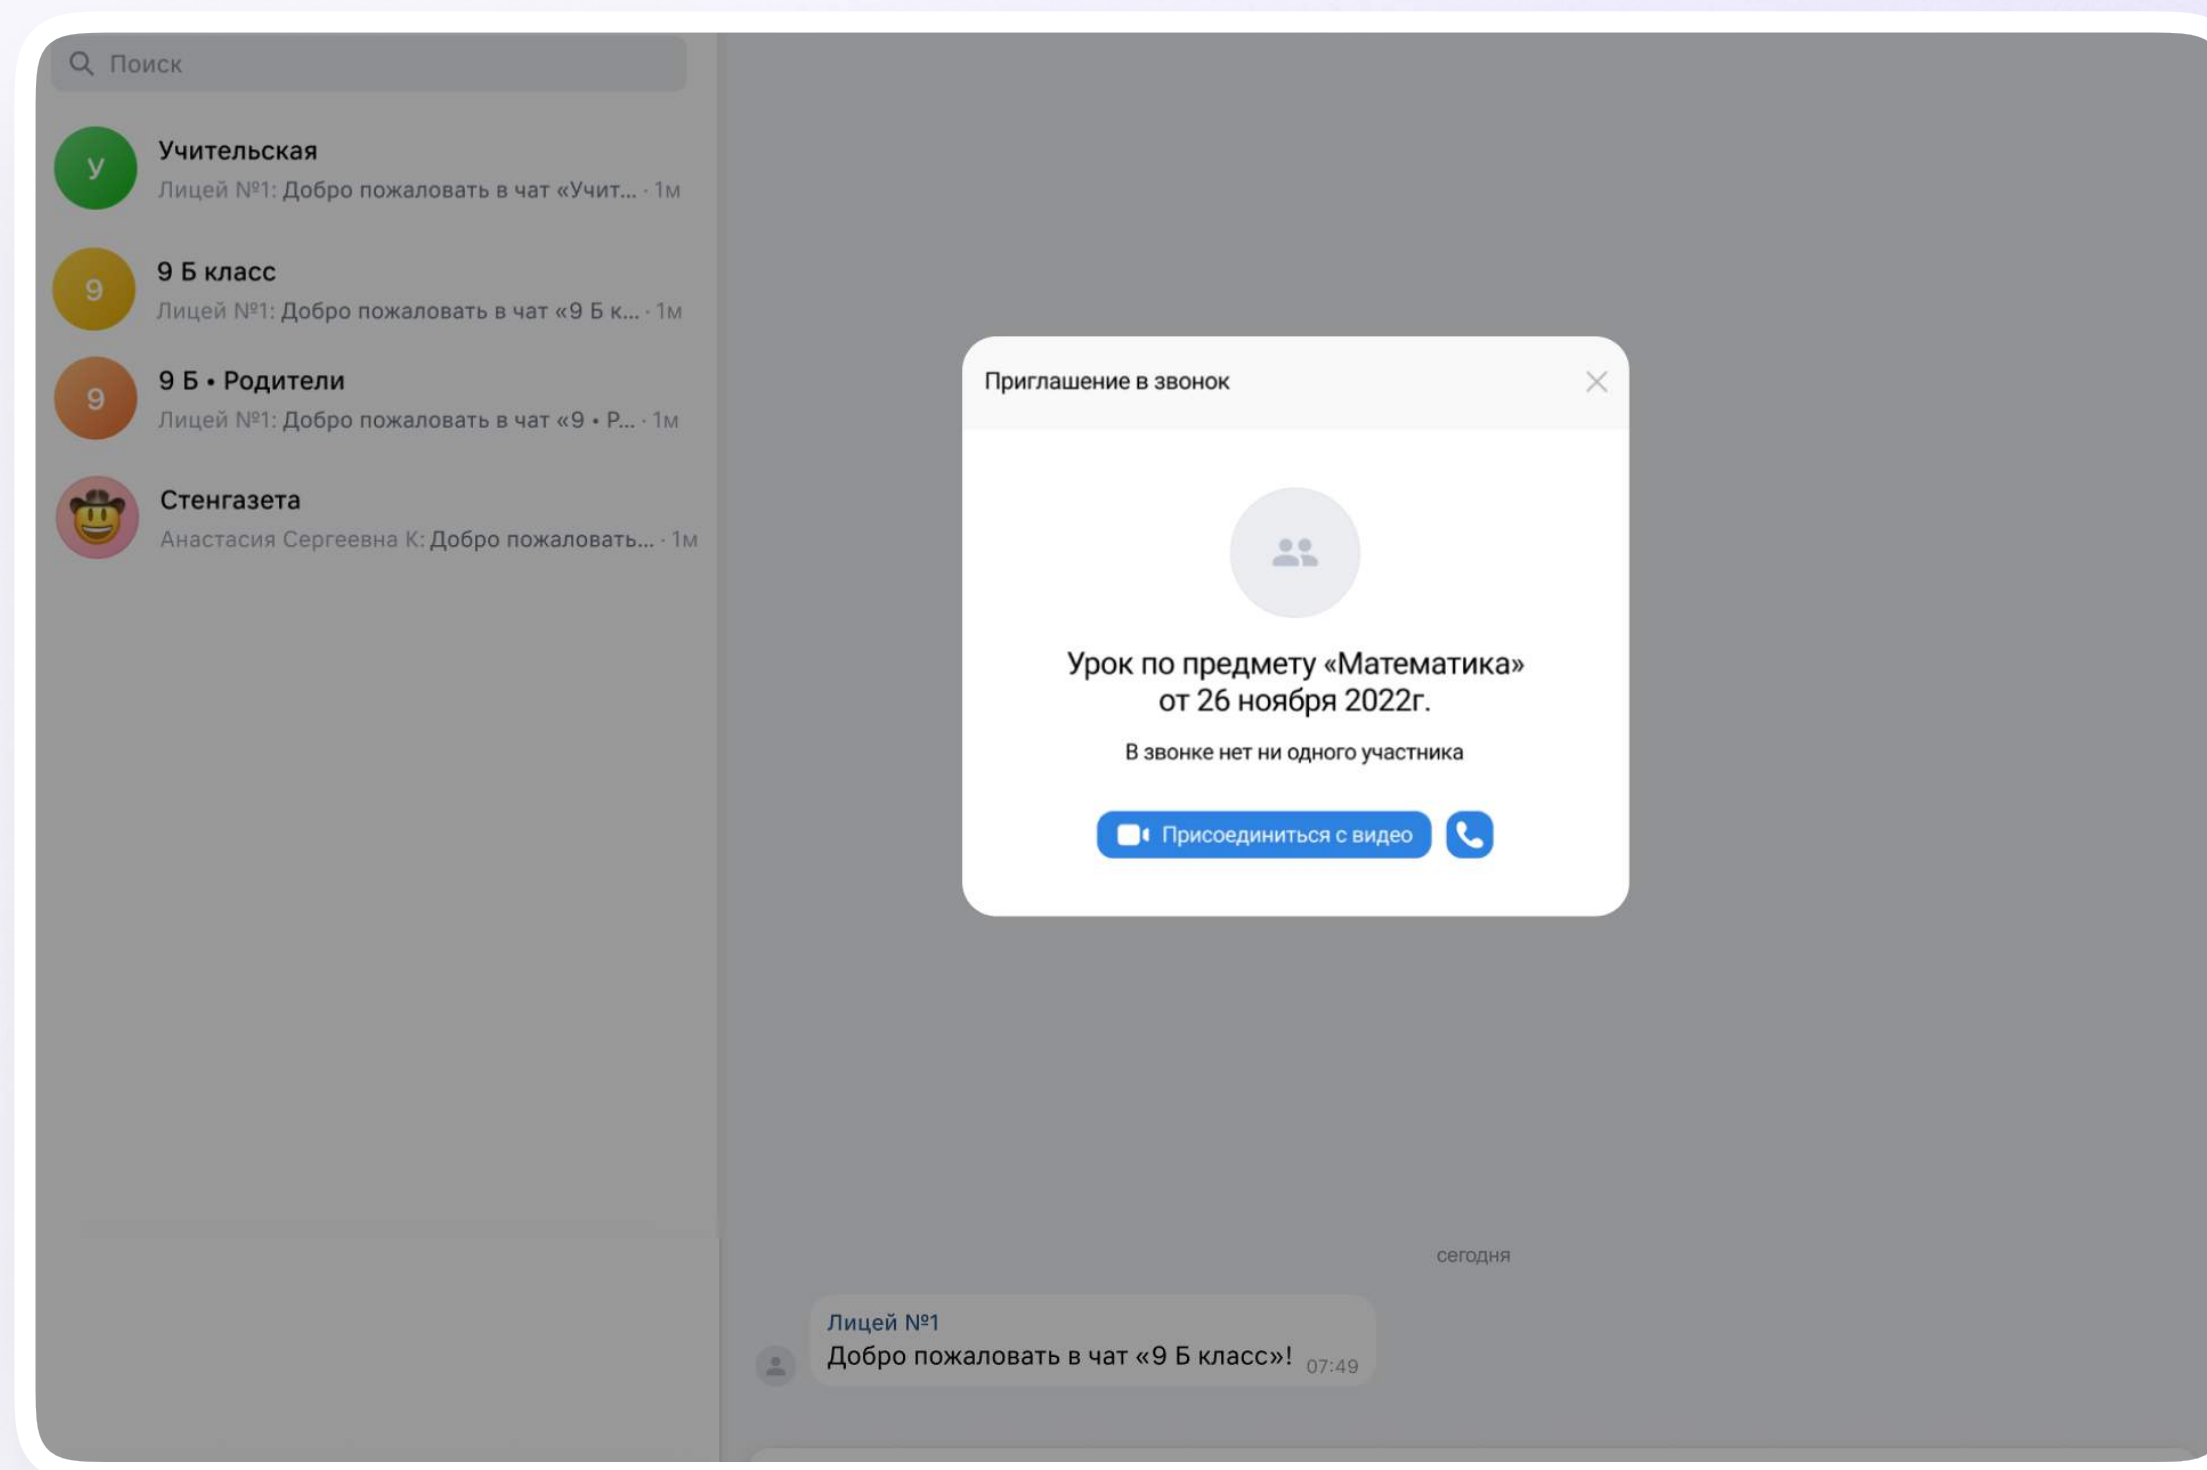 Поиск
У
Учительская
Лицей №1: Добро пожаловать в чат «Учит... · 1м
9
9 Б класс
Лицей №1: Добро пожаловать в чат «9 Б к... · 1м
9
9 Б • Родители
Лицей №1: Добро пожаловать в чат «9 • Р... · 1м
Стенгазета
Анастасия Сергеевна К: Добро пожаловать... · 1м
Приглашение в звонок
Урок по предмету «Математика»
от 26 ноября 2022г.
В звонке нет ни одного участника
Присоединиться с видео
сегодня
Лицей №1
Добро пожаловать в чат «9 Б класс»! 07:49